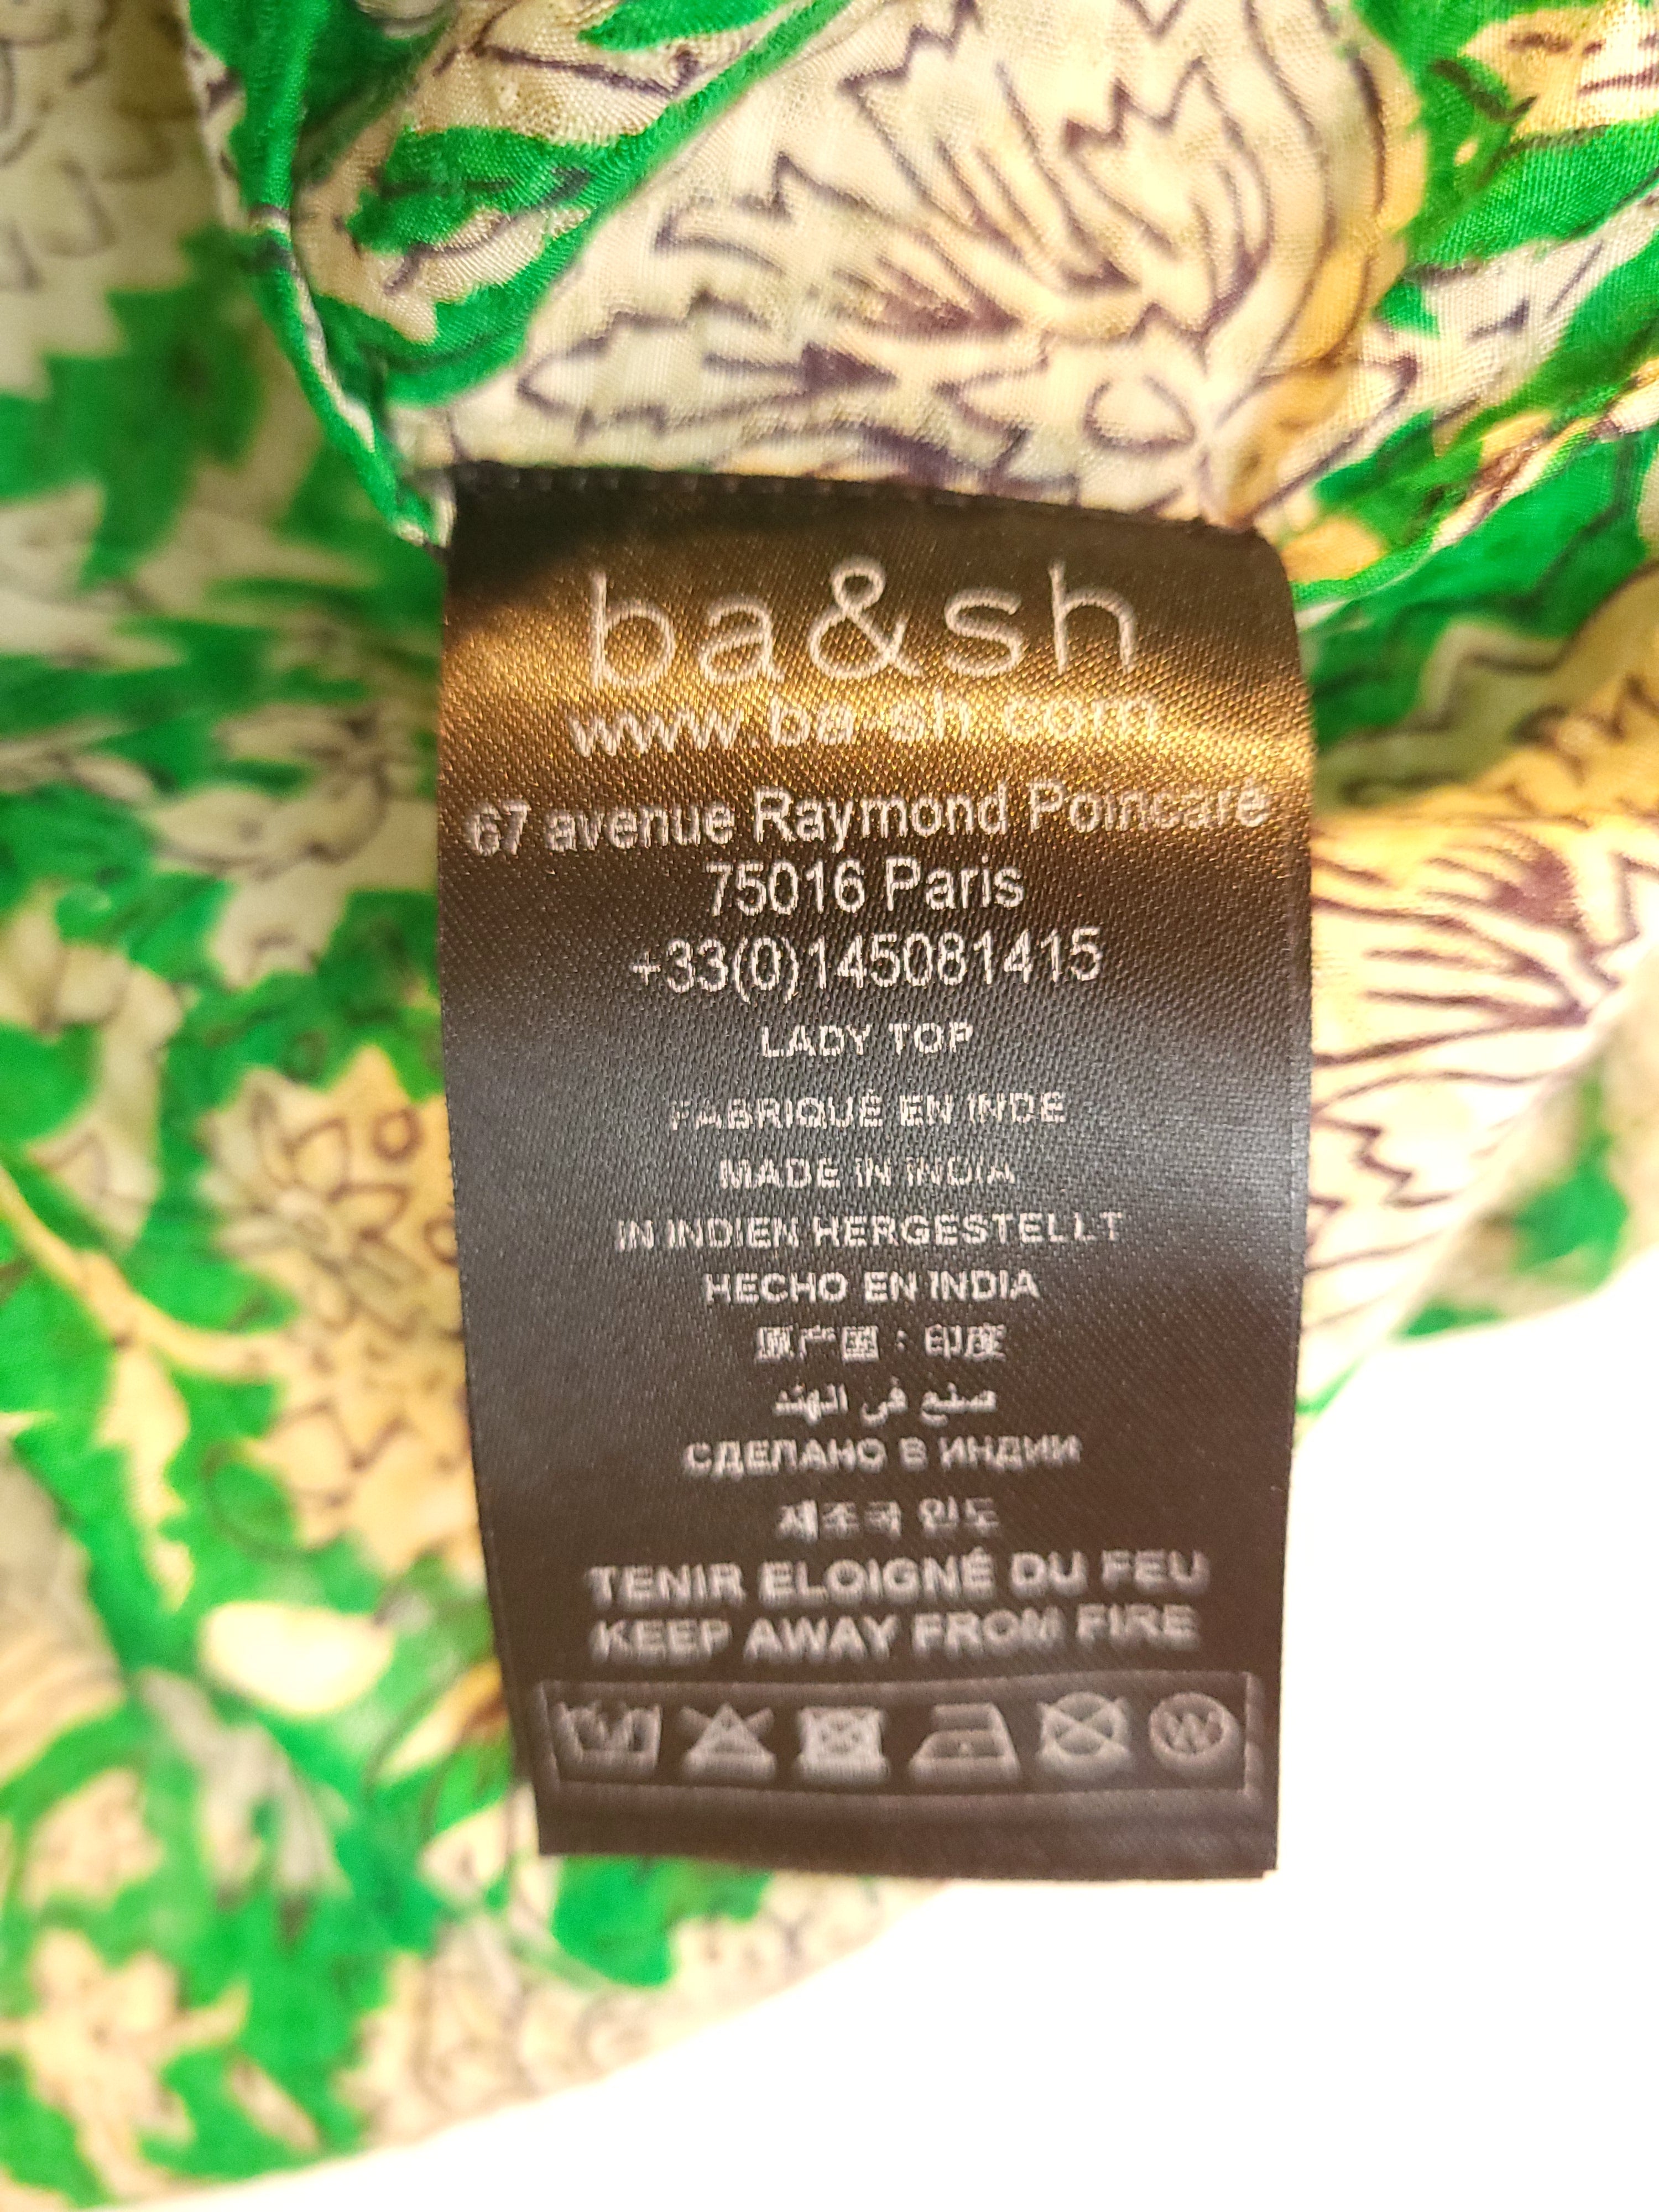 ba&sh
www.ba-sh.com
67 avenue Raymond Poincaré
75016 Paris
+33(0)145081415
LADY TOP
FABRIQUÉ EN INDE
MADE IN INDIA
IN INDIEN HERGESTELLT
HECHO EN INDIA
原产国：印度
صنع في الهند
СДЕЛАНО В ИНДИИ
제조국 인도
TENIR ELOIGNÉ DU FEU
KEEP AWAY FROM FIRE
W